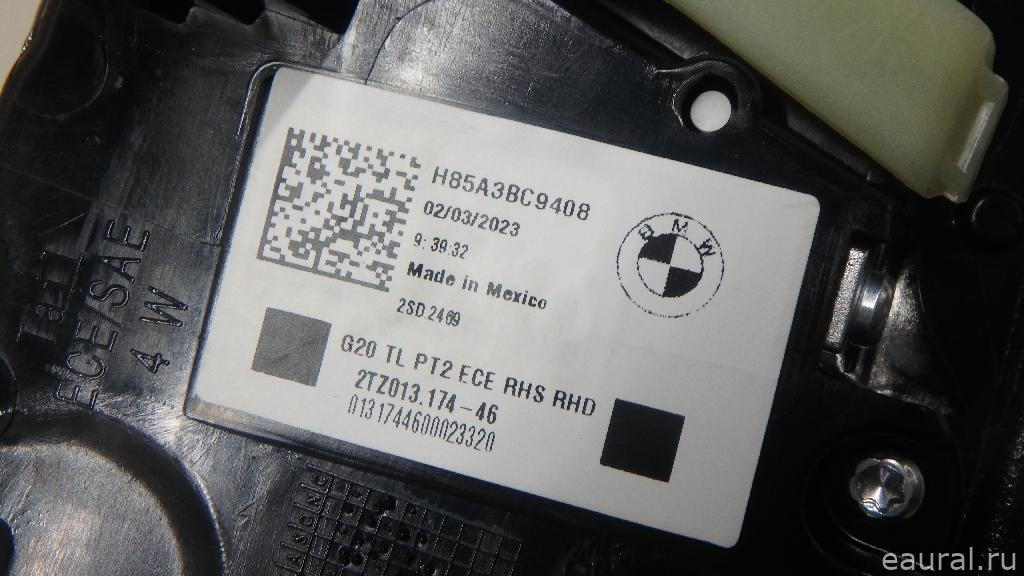 H85A3BC9408
02/03/2023
9:39:32
Made in Mexico
2SD.2469
BMW
G20 TL PT2 ECE RHS RHD
2TZ013.174-46
0131744600023320
Tail
ECE/SAE
4 W
eaural.ru